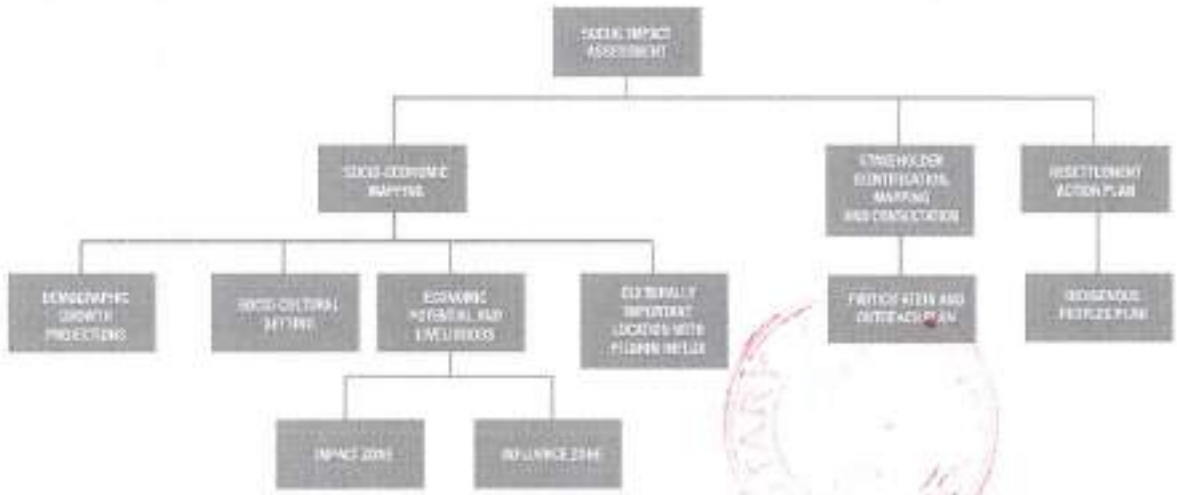 SOCIAL IMPACT
ASSESSMENT
SOCIO-ECONOMIC
MAPPING
STAKEHOLDER
IDENTIFICATION,
MAPPING
AND CONSULTATION
RESETTLEMENT
ACTION PLAN
DEMOGRAPHIC
GROWTH
PROJECTIONS
SOCIO-CULTURAL
SETTING
ECONOMIC
POTENTIAL AND
LIVELIHOODS
CULTURALLY
IMPORTANT
LOCATION WITH
PILGRIM INFLUX
PARTICIPATION AND
OUTREACH PLAN
INDIGENOUS
PEOPLES PLAN
IMPACT ZONE
INFLUENCE ZONE